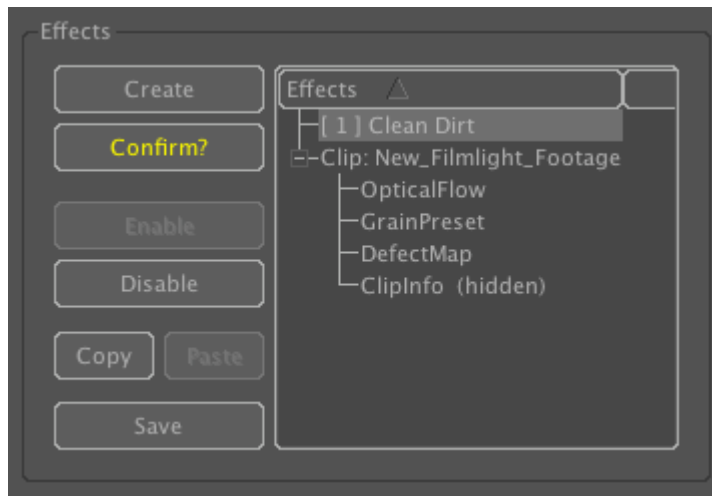 Effects
Create
Confirm?
Enable
Disable
Copy Paste
Save
Effects
[ 1 ] Clean Dirt
Clip: New_Filmlight_Footage
OpticalFlow
GrainPreset
DefectMap
ClipInfo (hidden)